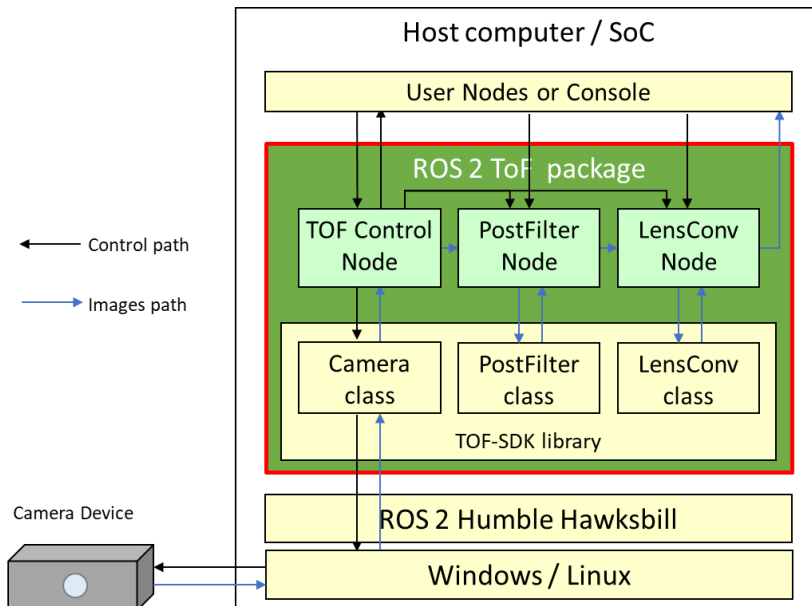 Host computer / SoC
User Nodes or Console
ROS 2 ToF package
TOF Control
Node
PostFilter
Node
LensConv
Node
Control path
Images path
Camera
class
PostFilter
class
LensConv
class
TOF-SDK library
ROS 2 Humble Hawksbill
Camera Device
Windows / Linux